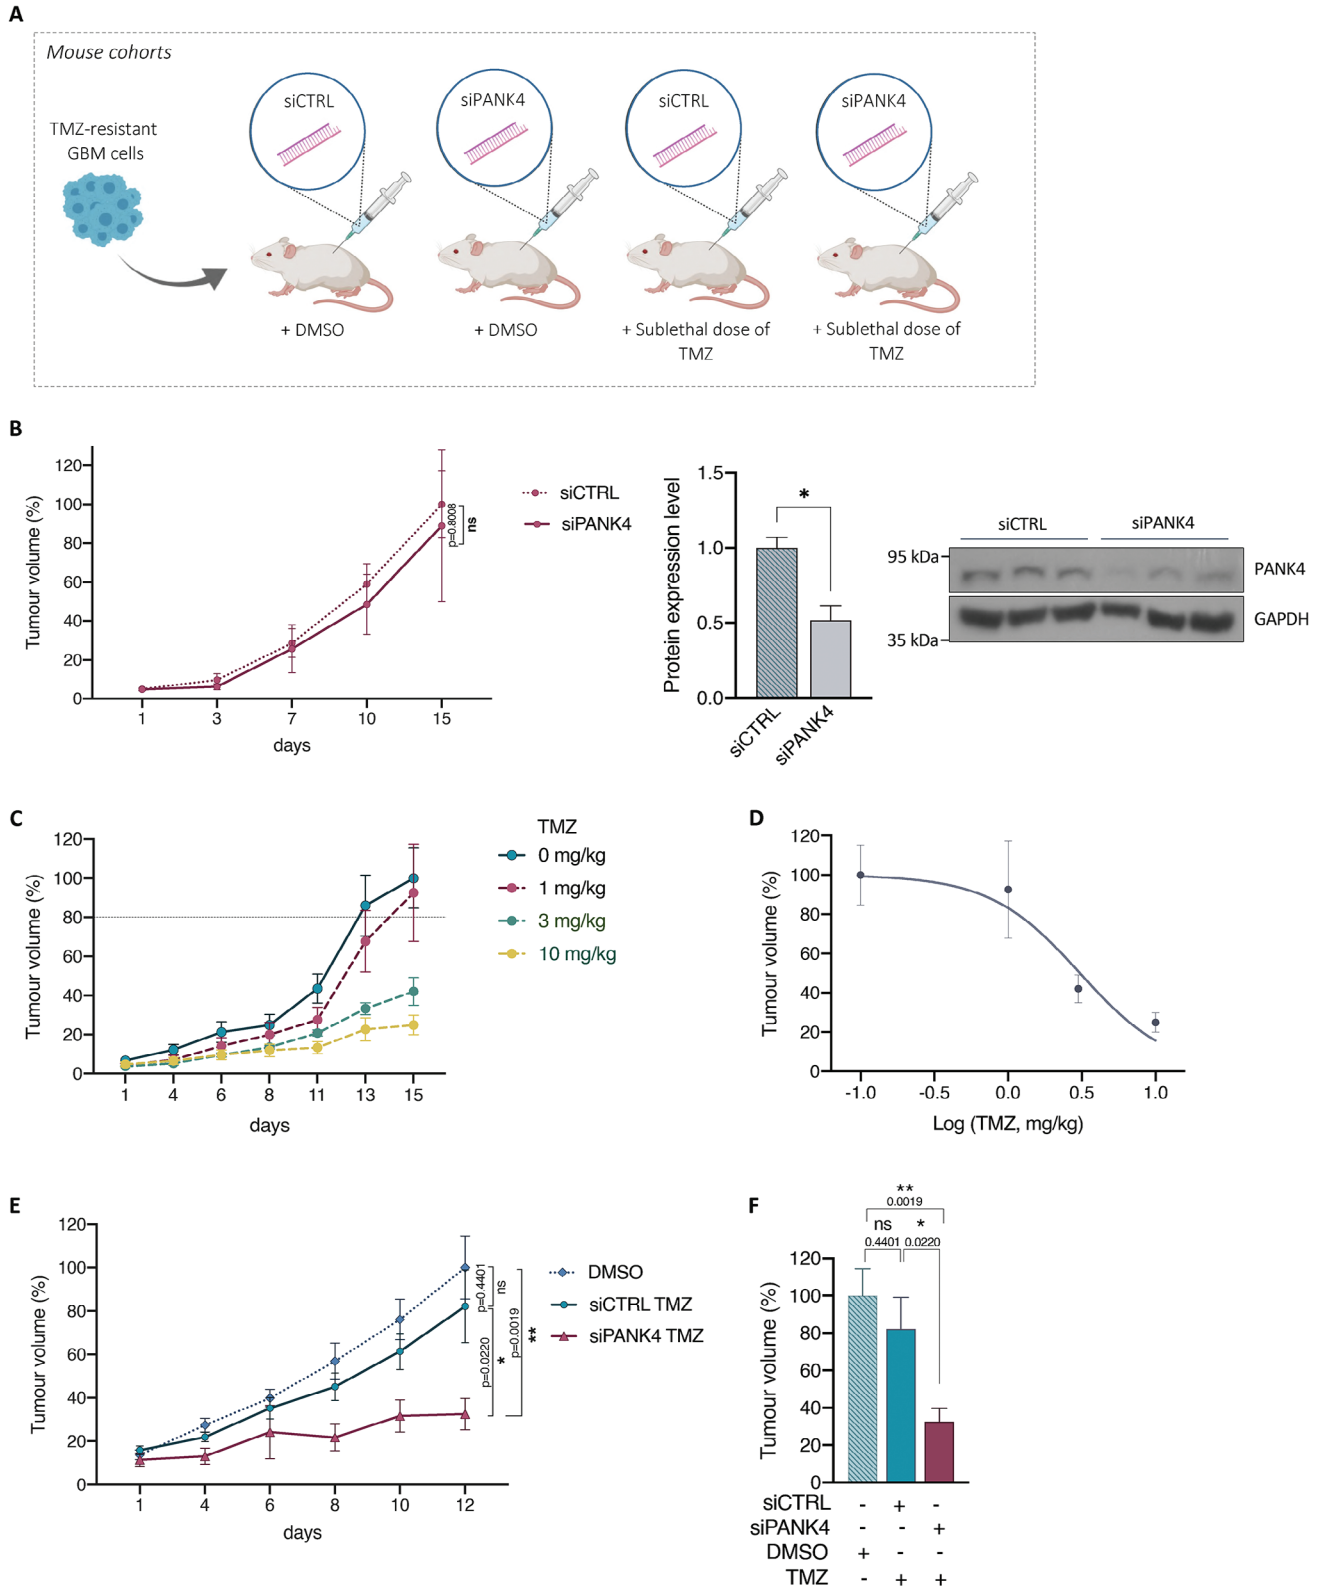 A
Mouse cohorts
TMZ-resistant
GBM cells
siCTRL
siPANK4
siCTRL
siPANK4
+ DMSO
+ DMSO
+ Sublethal dose of
TMZ
+ Sublethal dose of
TMZ
B
Tumour volume (%)
120
100
80
60
40
20
0
1 3 7 10 15
days
p=0.8008
ns
siCTRL
siPANK4
Protein expression level
1.5
1.0
0.5
0.0
*
siCTRL
siPANK4
siCTRL
siPANK4
95 kDa
35 kDa
PANK4
GAPDH
C
Tumour volume (%)
120
100
80
60
40
20
0
1 4 6 8 11 13 15
days
TMZ
0 mg/kg
1 mg/kg
3 mg/kg
10 mg/kg
D
Tumour volume (%)
120
100
80
60
40
20
0
-1.0 -0.5 0.0 0.5 1.0
Log (TMZ, mg/kg)
E
Tumour volume (%)
120
100
80
60
40
20
0
1 4 6 8 10 12
days
p=0.4401
ns
p=0.0220
*
p=0.0019
**
DMSO
siCTRL TMZ
siPANK4 TMZ
F
**
0.0019
ns *
0.4401 0.0220
Tumour volume (%)
120
100
80
60
40
20
0
siCTRL - + -
siPANK4 - - +
DMSO + - -
TMZ - + +